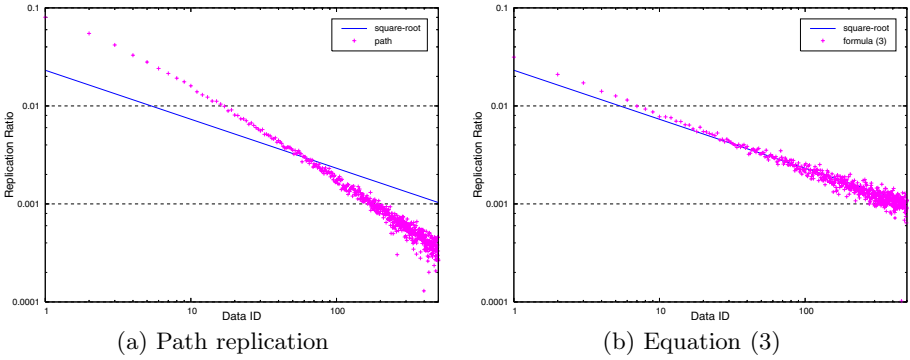 0.1
0.01
0.001
0.0001
1
10
100
Replication Ratio
Data ID
square-root
path
(a) Path replication
0.1
0.01
0.001
0.0001
1
10
100
Replication Ratio
Data ID
square-root
formula (3)
(b) Equation (3)